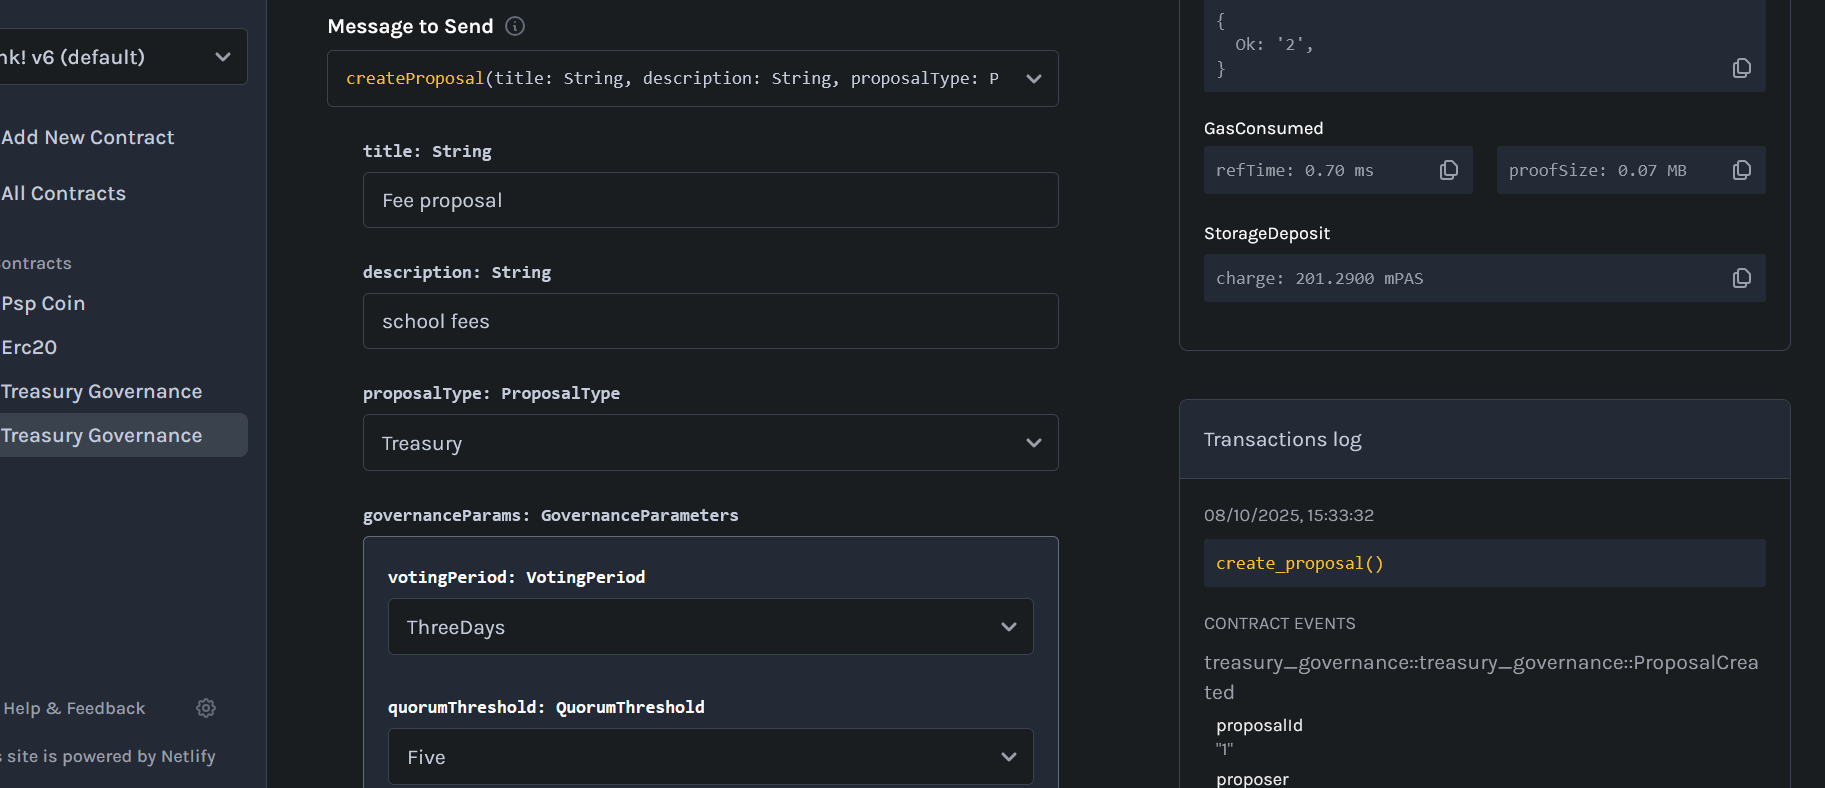 nk! v6 (default)
Add New Contract
All Contracts
ontracts
Psp Coin
Erc20
Treasury Governance
Treasury Governance
Help & Feedback
s site is powered by Netlify
Message to Send
createProposal(title: String, description: String, proposalType: P
title: String
Fee proposal
description: String
school fees
proposalType: ProposalType
Treasury
governanceParams: GovernanceParameters
votingPeriod: VotingPeriod
ThreeDays
quorumThreshold: QuorumThreshold
Five
{
Ok: '2',
}
GasConsumed
refTime: 0.70 ms
proofSize: 0.07 MB
StorageDeposit
charge: 201.2900 mPAS
Transactions log
08/10/2025, 15:33:32
create_proposal()
CONTRACT EVENTS
treasury_governance::treasury_governance::ProposalCrea
ted
proposalId
"1"
proposer